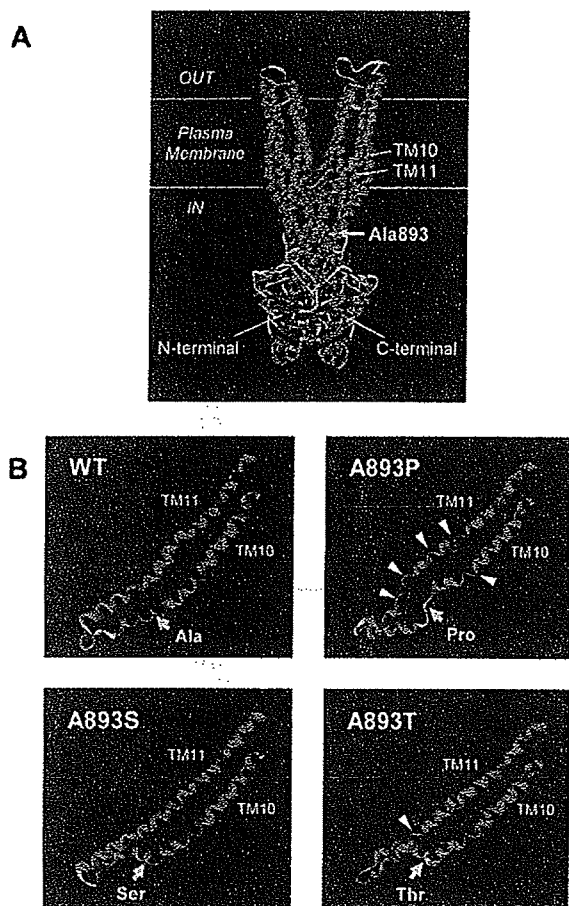 A
OUT
Plasma
Membrane
TM10
TM11
IN
Ala893
N-terminal
C-terminal
B
WT
TM11
TM10
Ala
A893P
TM11
TM10
Pro
A893S
TM11
TM10
Ser
A893T
TM11
TM10
Thr